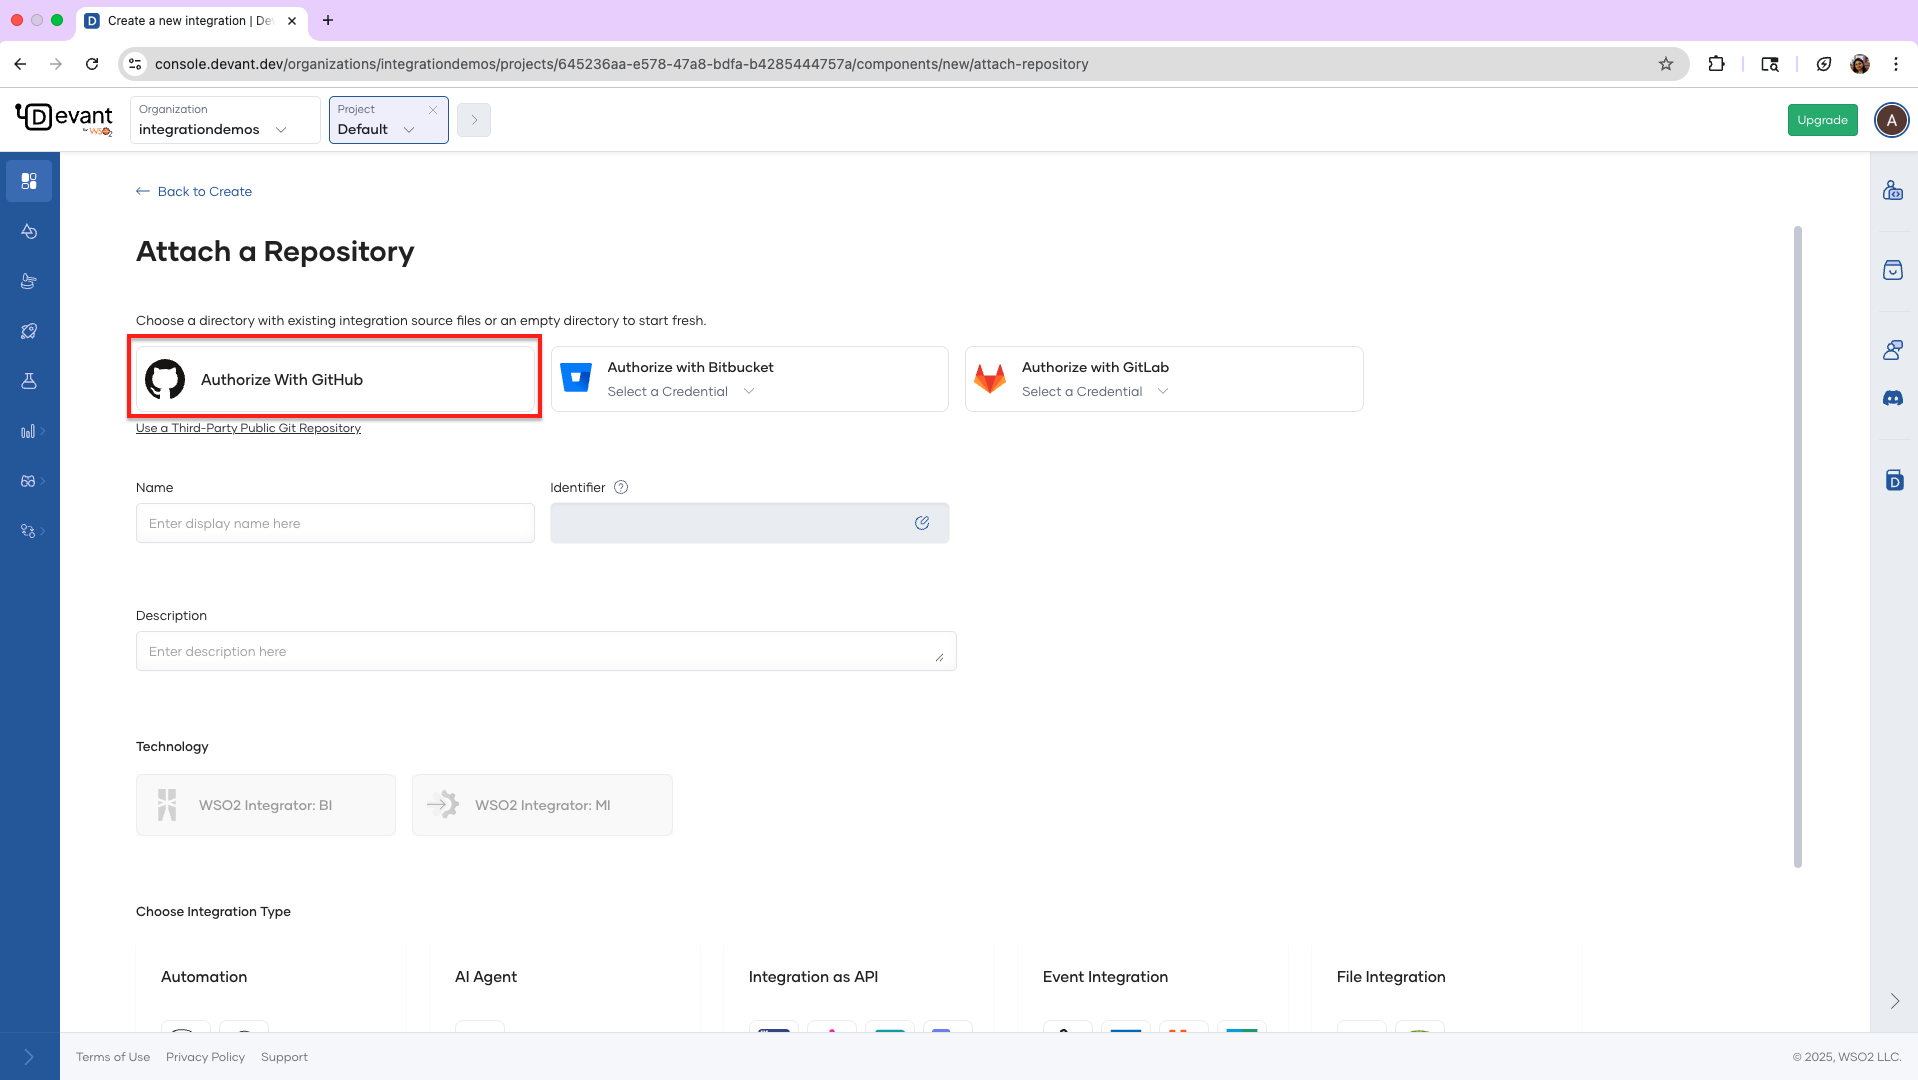 Create a new integration | De
console.devant.dev/organizations/integrationdemos/projects/645236aa-e578-47a8-bdfa-b4285444757a/components/new/attach-repository
Devant
by WSO2
Organization
integrationdemos
Project
Default
Upgrade
A
Back to Create
Attach a Repository
Choose a directory with existing integration source files or an empty directory to start fresh.
Authorize With GitHub
Authorize with Bitbucket
Select a Credential
Authorize with GitLab
Select a Credential
Use a Third-Party Public Git Repository
Name
Identifier
Enter display name here
Description
Enter description here
Technology
WSO2 Integrator: BI
WSO2 Integrator: MI
Choose Integration Type
Automation
AI Agent
Integration as API
Event Integration
File Integration
Terms of Use
Privacy Policy
Support
© 2025, WSO2 LLC.